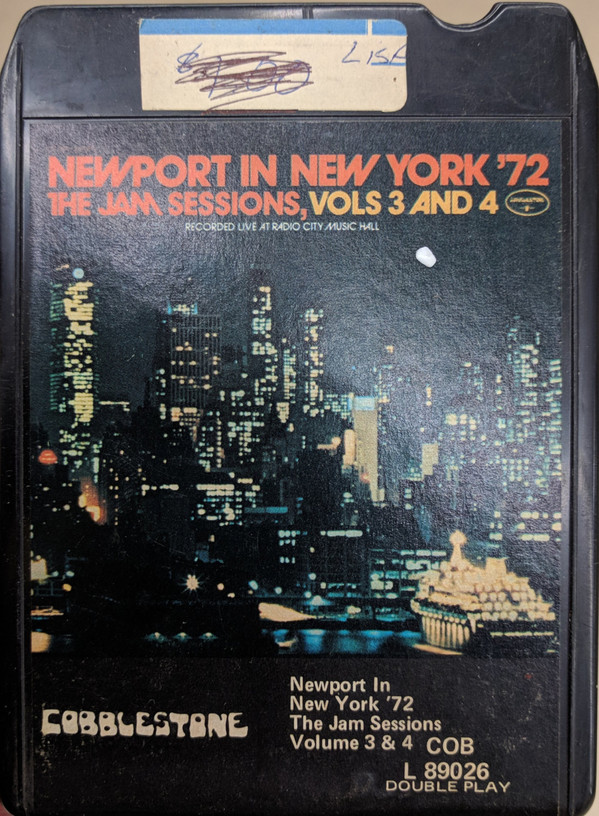 LISA
NEWPORT IN NEW YORK '72
THE JAM SESSIONS, VOLS 3 AND 4
RECORDED LIVE AT RADIO CITY MUSIC HALL
COBBLESTONE
Newport In
New York '72
The Jam Sessions
Volume 3 & 4 COB
L 89026
DOUBLE PLAY